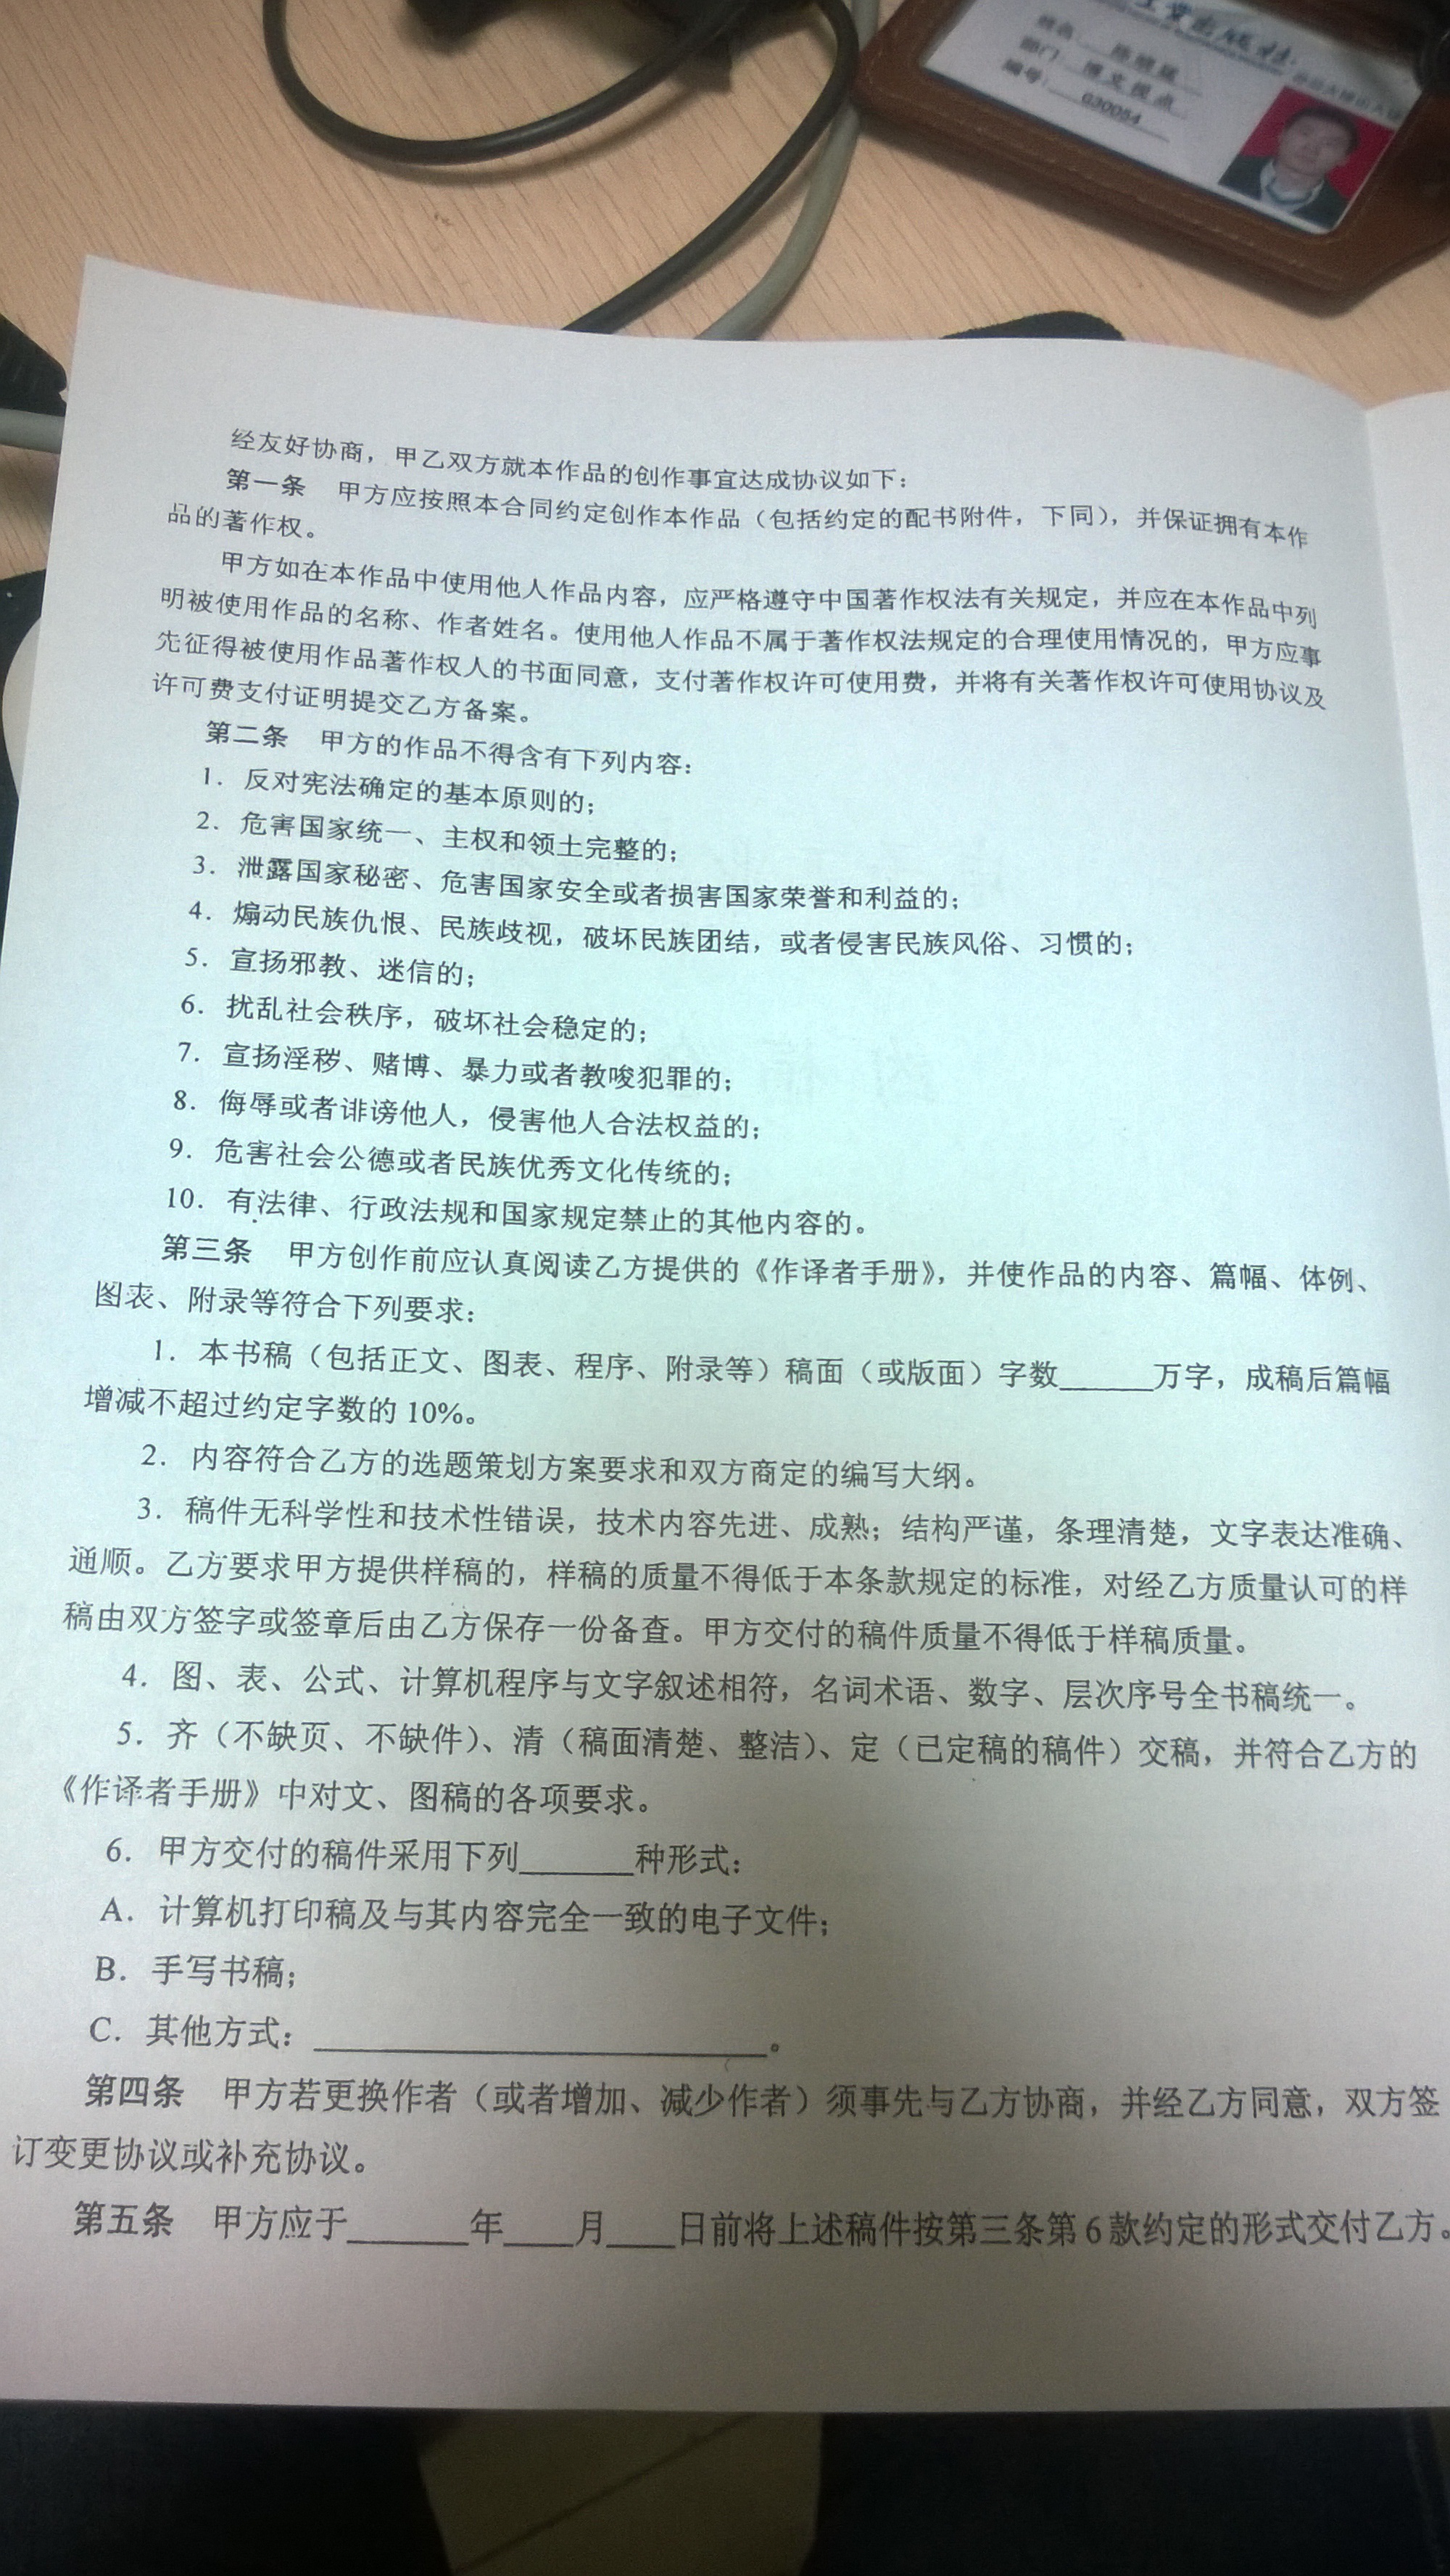 业出版社
姓名：
部门 博文视点
编号： 030054
经友好协商，甲乙双方就本作品的创作事宜达成协议如下：
第一条 甲方应按照本合同约定创作本作品（包括约定的配书附件，下同），并保证拥有本作
品的著作权。
甲方如在本作品中使用他人作品内容，应严格遵守中国著作权法有关规定，并应在本作品中列
明被使用作品的名称、作者姓名。使用他人作品不属于著作权法规定的合理使用情况的，甲方应事
先征得被使用作品著作权人的书面同意，支付著作权许可使用费，并将有关著作权许可使用协议及
许可费支付证明提交乙方备案。
第二条 甲方的作品不得含有下列内容：
1．反对宪法确定的基本原则的；
2．危害国家统一、主权和领土完整的；
3．泄露国家秘密、危害国家安全或者损害国家荣誉和利益的；
4．煽动民族仇恨、民族歧视，破坏民族团结，或者侵害民族风俗、习惯的；
5．宣扬邪教、迷信的；
6．扰乱社会秩序，破坏社会稳定的；
7．宣扬淫秽、赌博、暴力或者教唆犯罪的；
8．侮辱或者诽谤他人，侵害他人合法权益的；
9．危害社会公德或者民族优秀文化传统的；
10．有法律、行政法规和国家规定禁止的其他内容的。
第三条 甲方创作前应认真阅读乙方提供的《作译者手册》，并使作品的内容、篇幅、体例、
图表、附录等符合下列要求：
1．本书稿（包括正文、图表、程序、附录等）稿面（或版面）字数______万字，成稿后篇幅
增减不超过约定字数的 10%。
2．内容符合乙方的选题策划方案要求和双方商定的编写大纲。
3．稿件无科学性和技术性错误，技术内容先进、成熟；结构严谨，条理清楚，文字表达准确、
通顺。乙方要求甲方提供样稿的，样稿的质量不得低于本条款规定的标准，对经乙方质量认可的样
稿由双方签字或签章后由乙方保存一份备查。甲方交付的稿件质量不得低于样稿质量。
4．图、表、公式、计算机程序与文字叙述相符，名词术语、数字、层次序号全书稿统一。
5．齐（不缺页、不缺件）、清（稿面清楚、整洁）、定（已定稿的稿件）交稿，并符合乙方的
《作译者手册》中对文、图稿的各项要求。
6．甲方交付的稿件采用下列_______种形式：
A．计算机打印稿及与其内容完全一致的电子文件；
B．手写书稿；
C．其他方式：____________________________。
第四条 甲方若更换作者（或者增加、减少作者）须事先与乙方协商，并经乙方同意，双方签
订变更协议或补充协议。
第五条 甲方应于_______年____月____日前将上述稿件按第三条第 6 款约定的形式交付乙方。